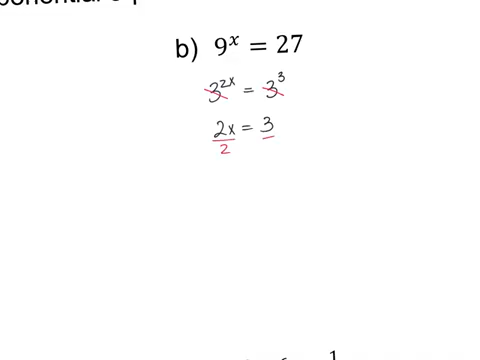 b) 9^x = 27
3^2x = 3^3
2x = 3
2